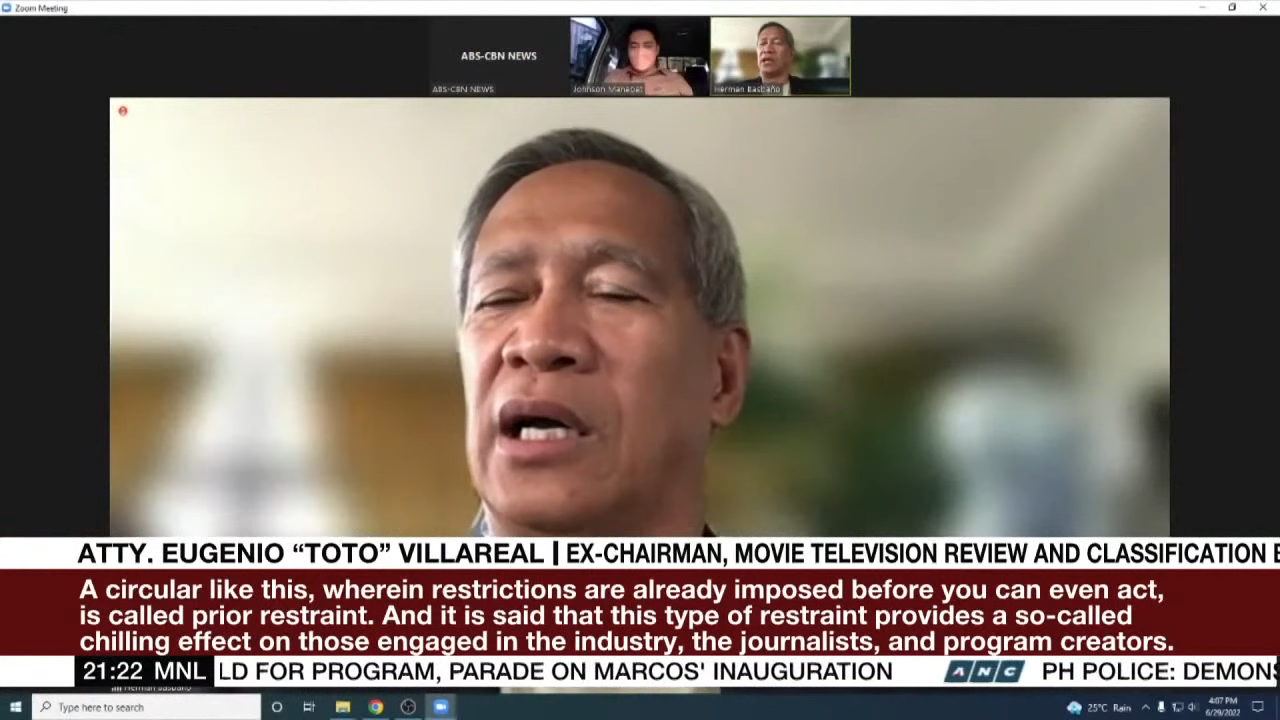 Zoom Meeting
ABS-CBN NEWS
ABS-CBN NEWS
Johnson Manabat
Herman Basbaño
ATTY. EUGENIO “TOTO” VILLAREAL | EX-CHAIRMAN, MOVIE TELEVISION REVIEW AND CLASSIFICATION
A circular like this, wherein restrictions are already imposed before you can even act,
is called prior restraint. And it is said that this type of restraint provides a so-called
chilling effect on those engaged in the industry, the journalists, and program creators.
21:22 MNL LD FOR PROGRAM, PARADE ON MARCOS' INAUGURATION ANC PH POLICE: DEMONS
Herman Basbaño
Type here to search
25°C Rain
4:07 PM
6/29/2022